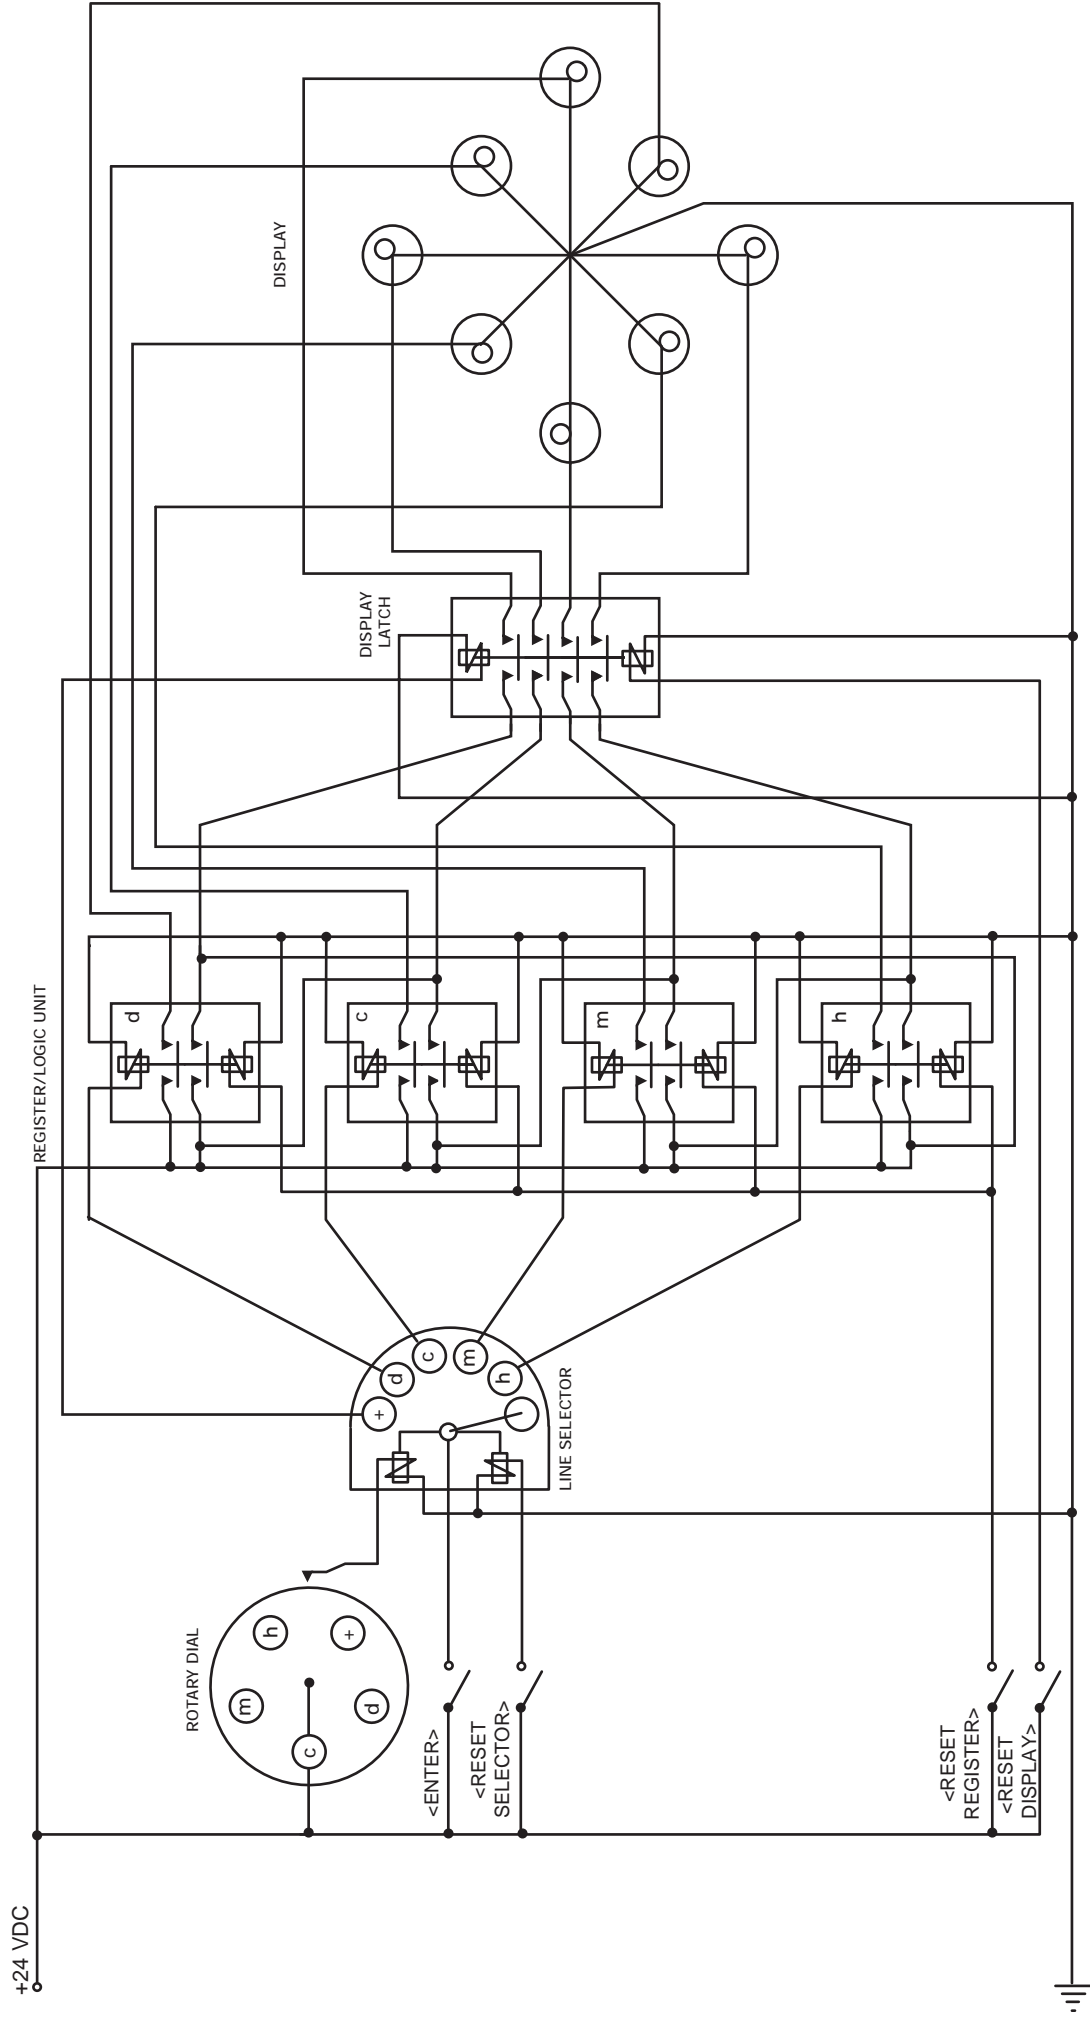 +24 VDC
ROTARY DIAL
m
h
c
+
d
<ENTER>
<RESET
SELECTOR>
<RESET
REGISTER>
<RESET
DISPLAY>
LINE SELECTOR
+
d
c
m
h
REGISTER/LOGIC UNIT
d
c
m
h
DISPLAY
LATCH
DISPLAY